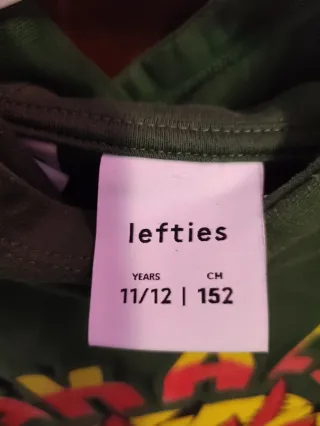 lefties
YEARS CM
11/12 | 152